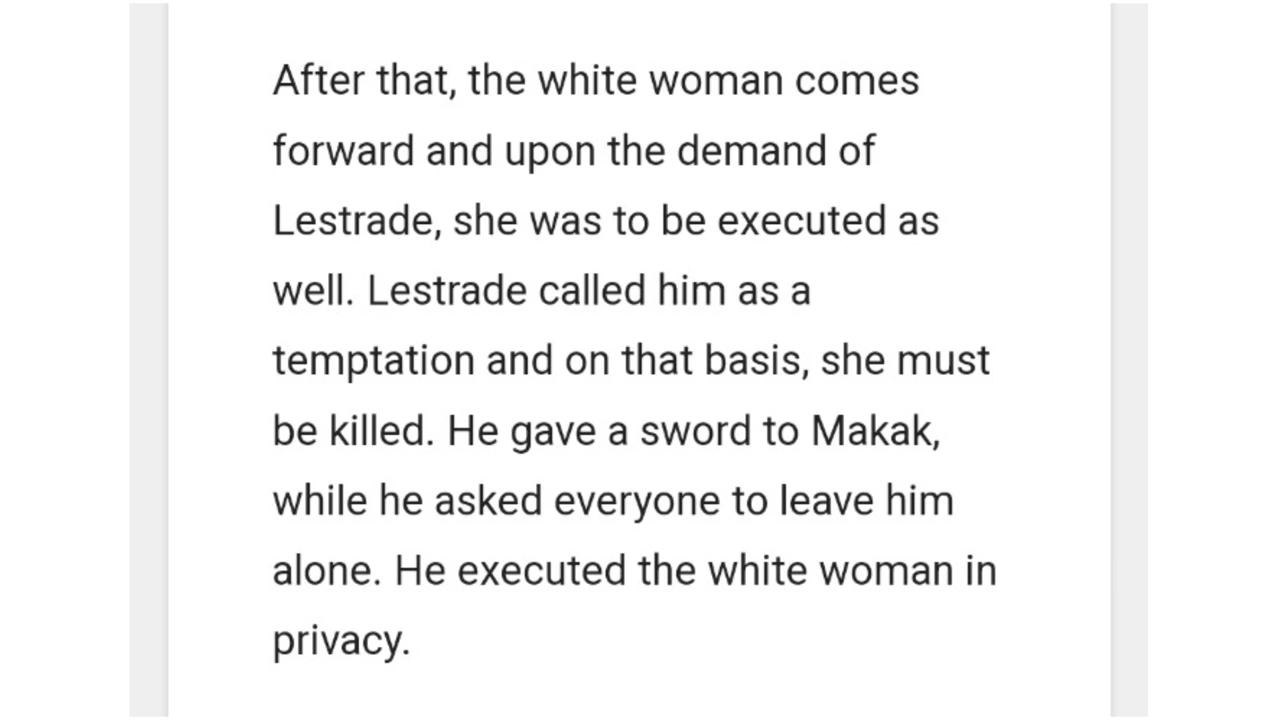 After that, the white woman comes
forward and upon the demand of
Lestrade, she was to be executed as
well. Lestrade called him as a
temptation and on that basis, she must
be killed. He gave a sword to Makak,
while he asked everyone to leave him
alone. He executed the white woman in
privacy.